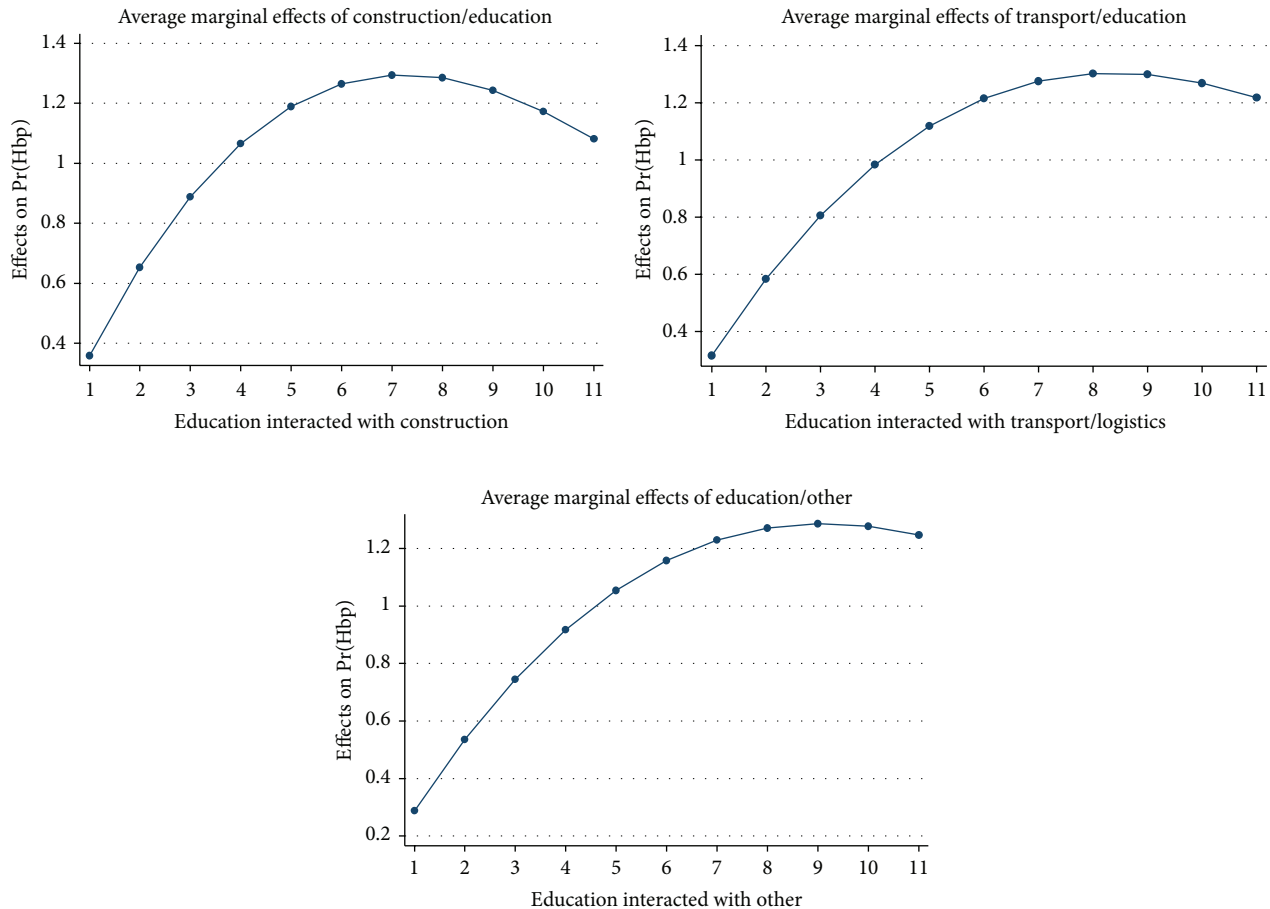 Average marginal effects of construction/education
Effects on Pr(Hbp)
1.4
1.2
1
0.8
0.6
0.4
1 2 3 4 5 6 7 8 9 10 11
Education interacted with construction
Average marginal effects of transport/education
Effects on Pr(Hbp)
1.4
1.2
1
0.8
0.6
0.4
1 2 3 4 5 6 7 8 9 10 11
Education interacted with transport/logistics
Average marginal effects of education/other
Effects on Pr(Hbp)
1.2
1
0.8
0.6
0.4
0.2
1 2 3 4 5 6 7 8 9 10 11
Education interacted with other